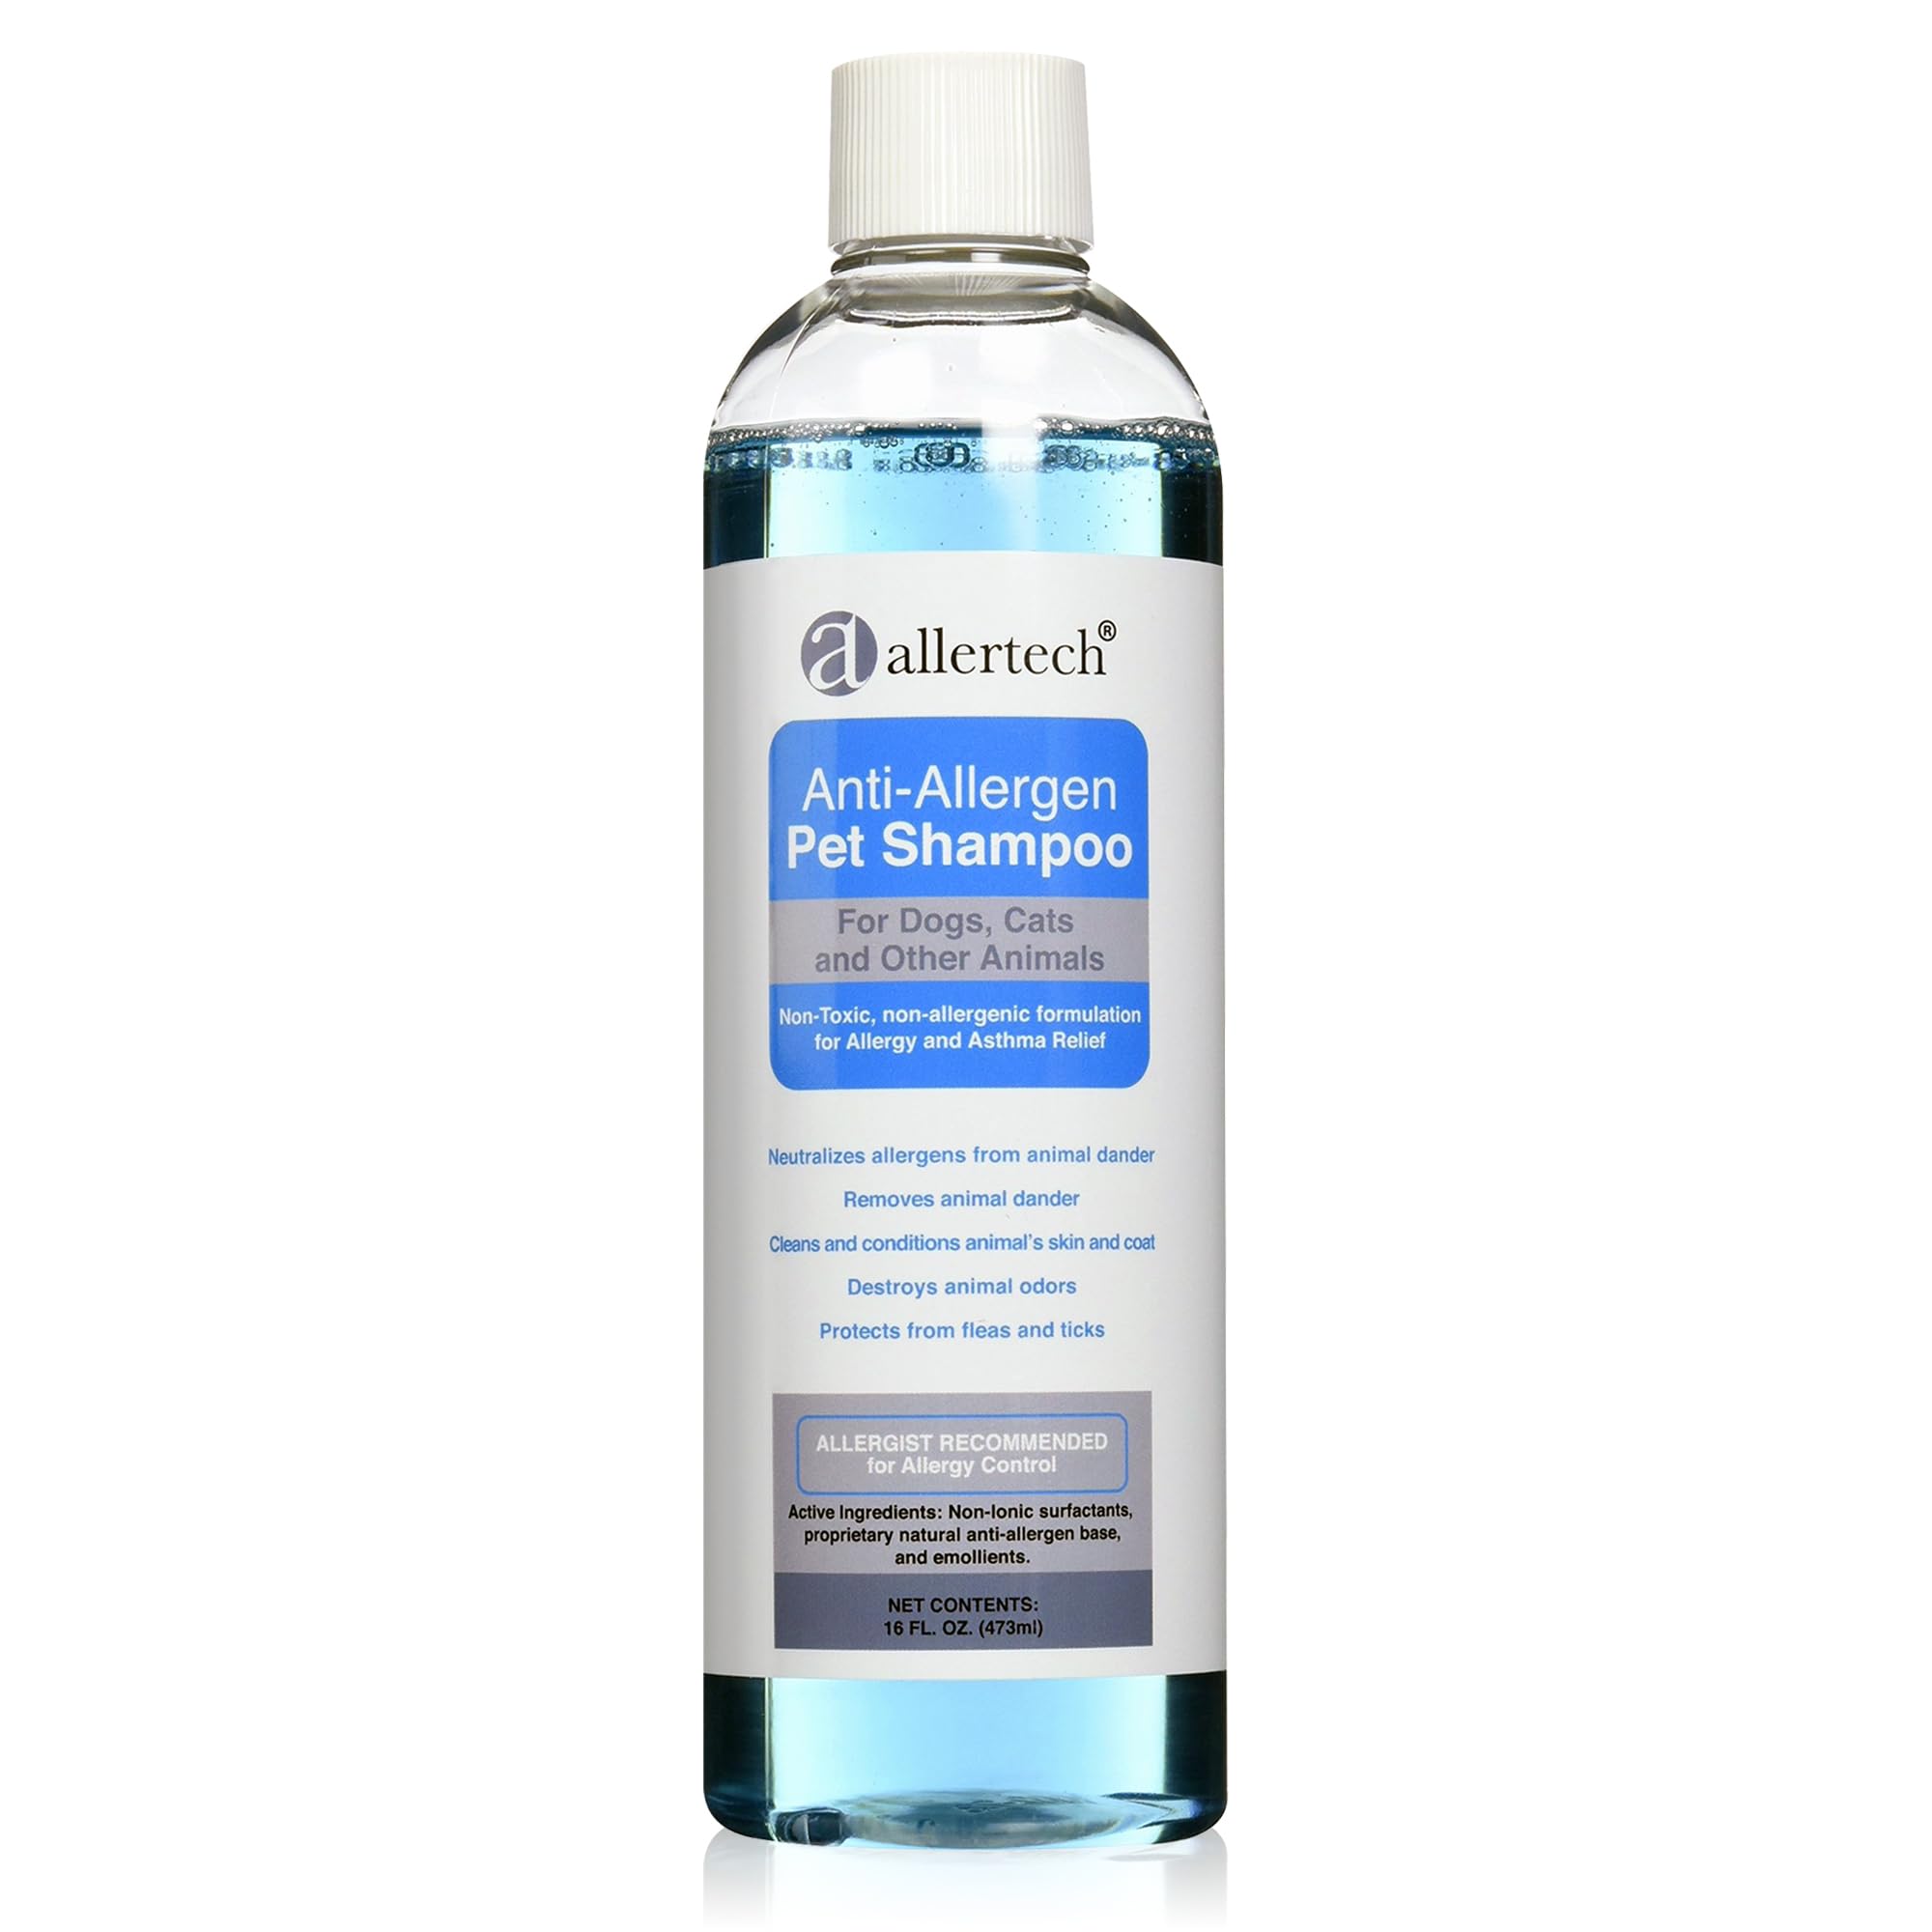 a allertech®
Anti-Allergen
Pet Shampoo
For Dogs, Cats
and Other Animals
Non-Toxic, non-allergenic formulation
for Allergy and Asthma Relief
Neutralizes allergens from animal dander
Removes animal dander
Cleans and conditions animal's skin and coat
Destroys animal odors
Protects from fleas and ticks
ALLERGIST RECOMMENDED
for Allergy Control
Active Ingredients: Non-Ionic surfactants,
proprietary natural anti-allergen base,
and emollients.
NET CONTENTS:
16 FL. OZ. (473ml)